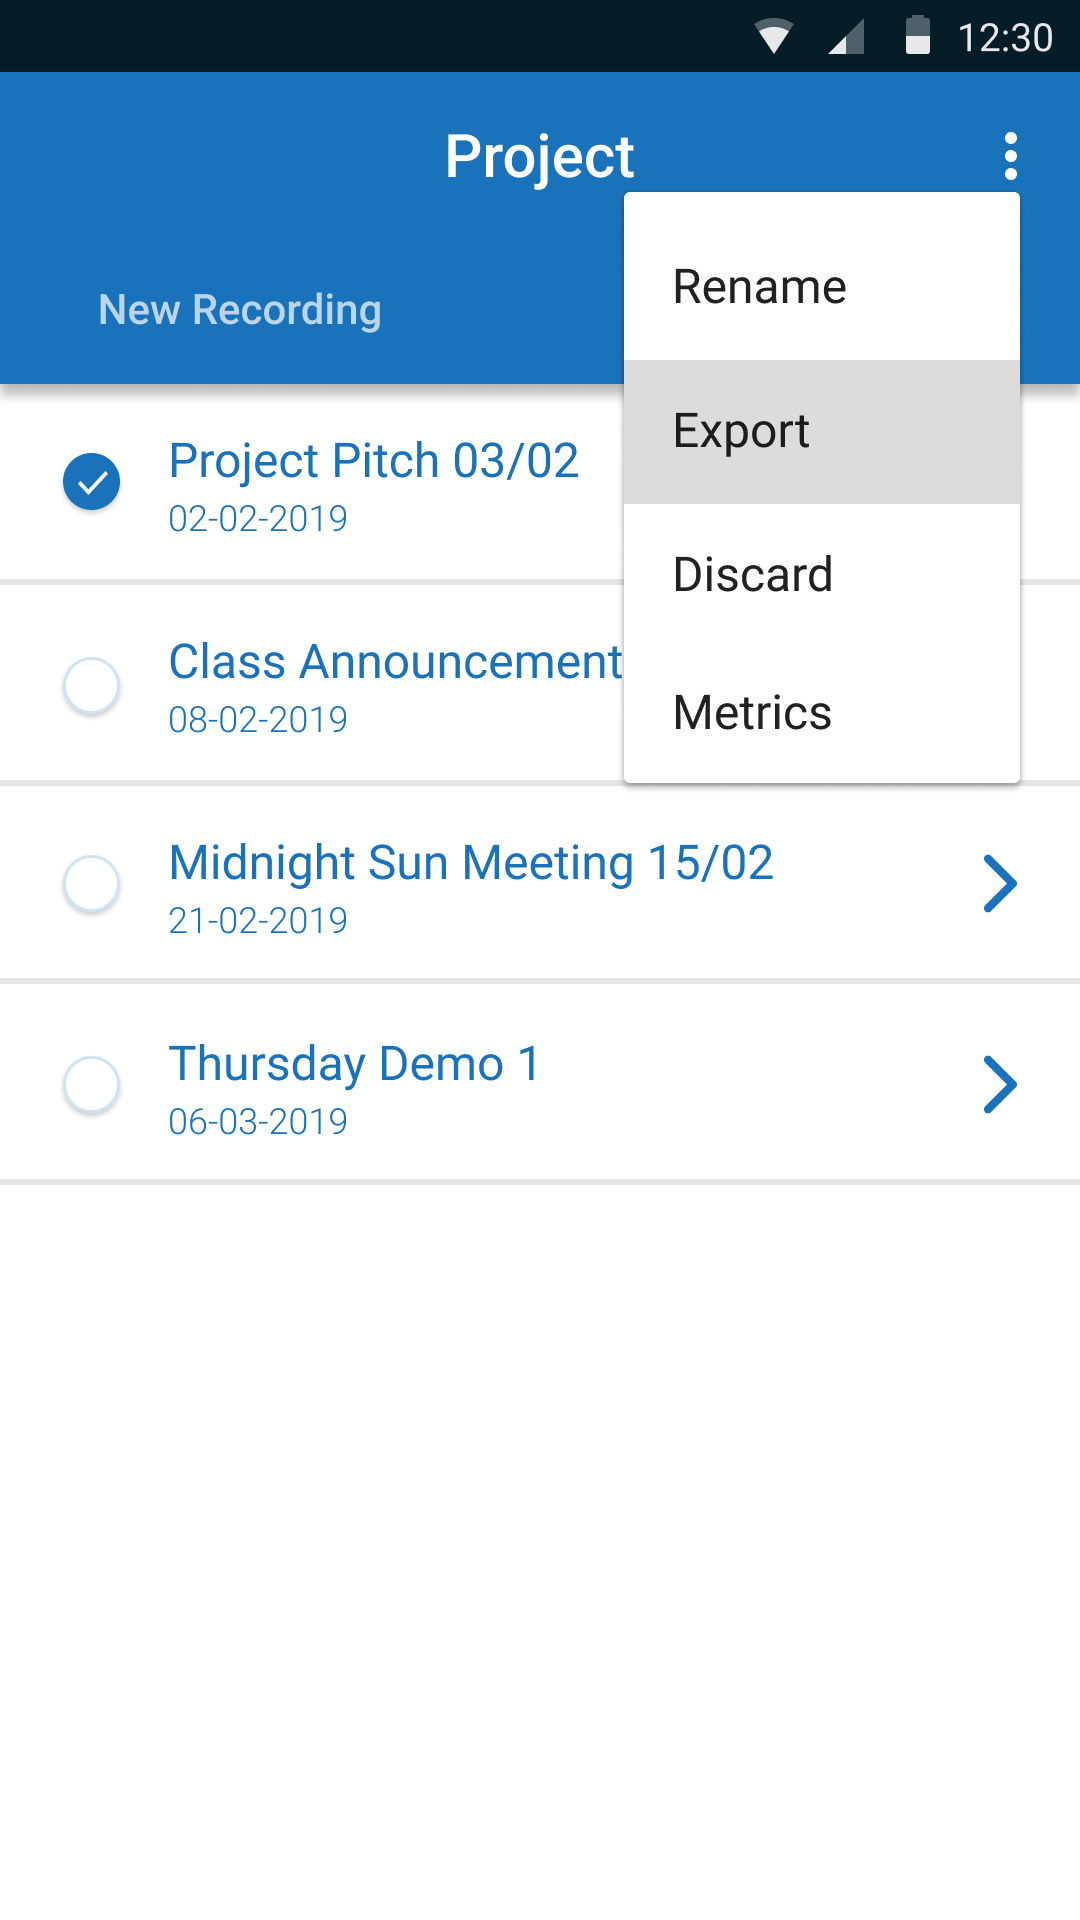 12:30
Project
New Recording
Rename
Export
Discard
Metrics
Project Pitch 03/02
02-02-2019
Class Announcement
08-02-2019
Midnight Sun Meeting 15/02
21-02-2019
Thursday Demo 1
06-03-2019